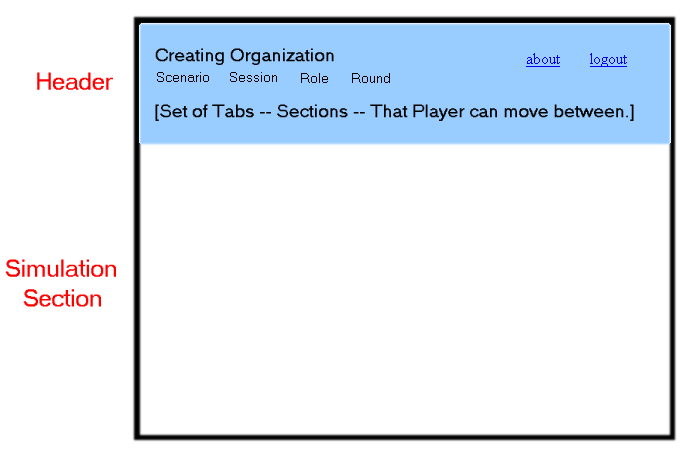 Creating Organization
about logout
Header
Scenario Session Role Round
[Set of Tabs -- Sections -- That Player can move between.]
Simulation
Section